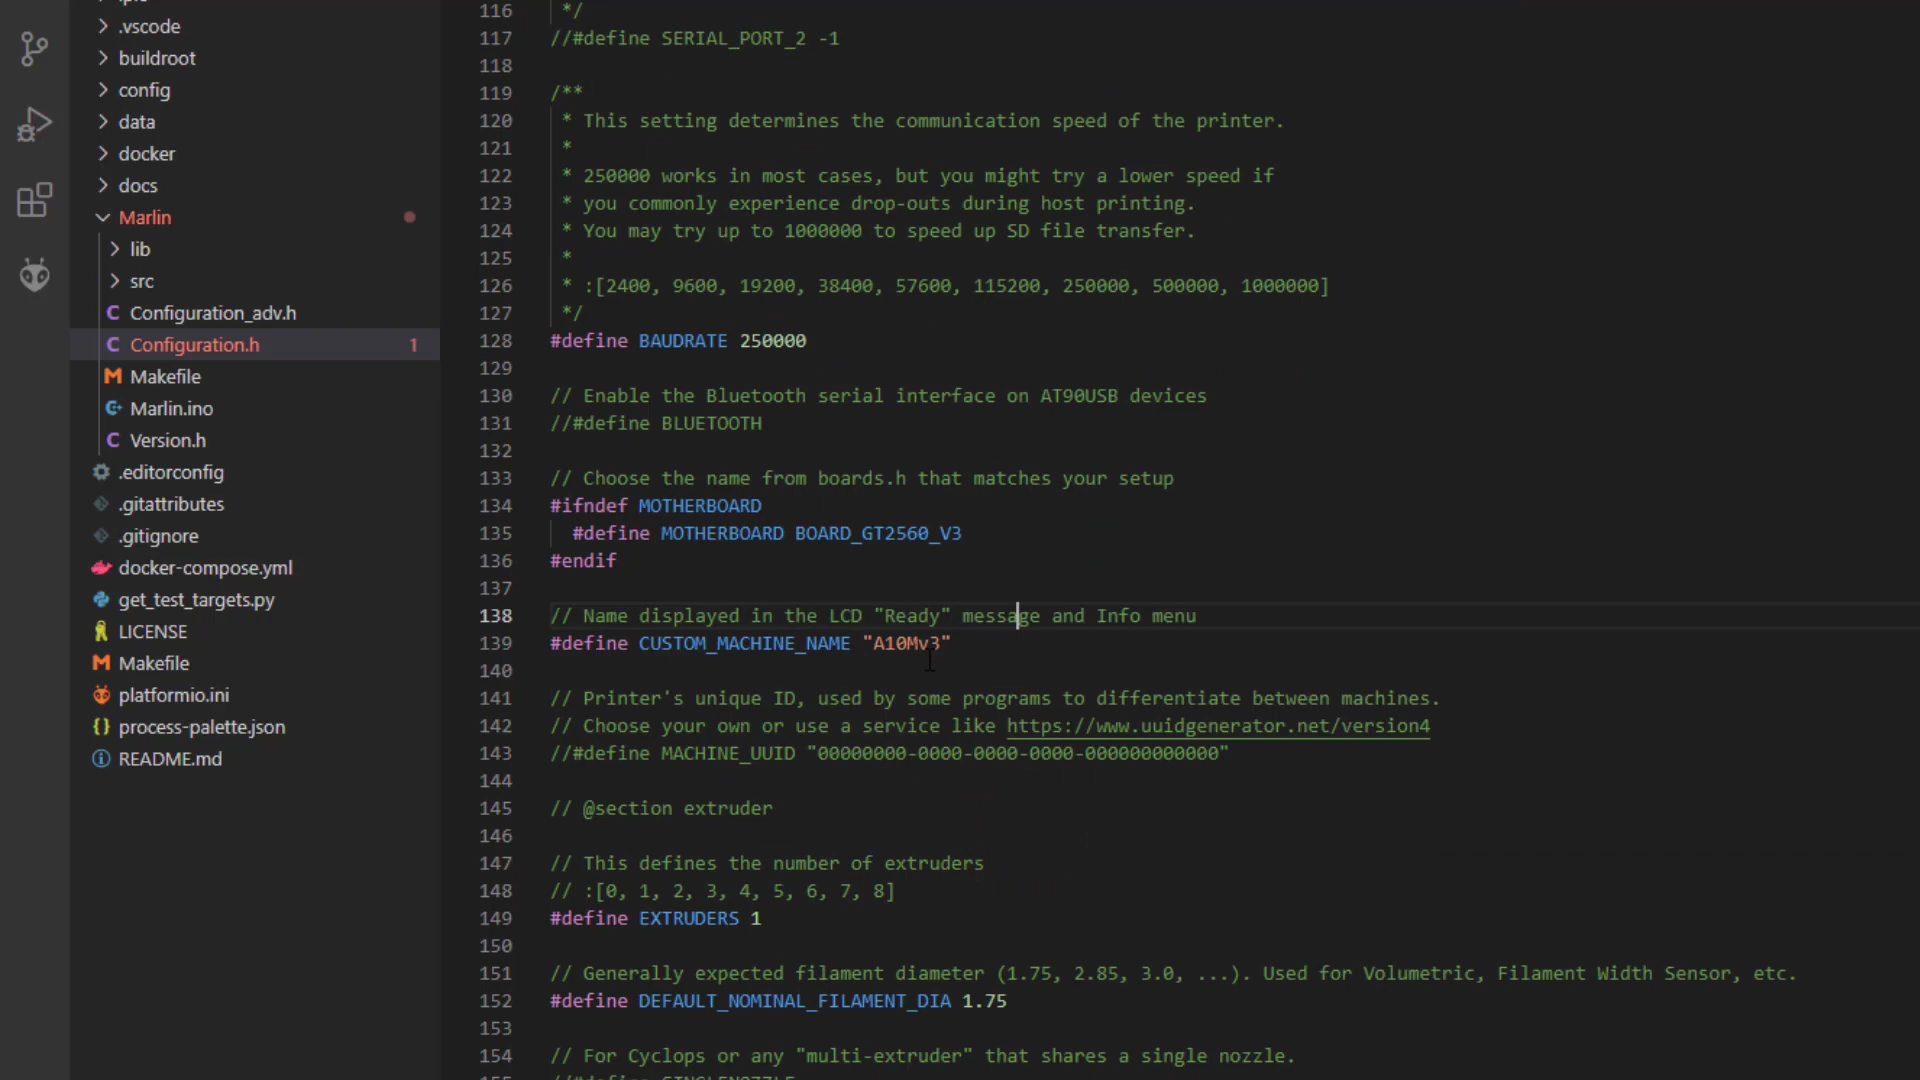 .vscode
buildroot
config
data
docker
docs
Marlin
lib
src
C Configuration_adv.h
C Configuration.h 1
M Makefile
Marlin.ino
C Version.h
.editorconfig
.gitattributes
.gitignore
docker-compose.yml
get_test_targets.py
LICENSE
M Makefile
platformio.ini
{} process-palette.json
README.md
116 */
117 //#define SERIAL_PORT_2 -1
118
119 /**
120 * This setting determines the communication speed of the printer.
121 *
122 * 250000 works in most cases, but you might try a lower speed if
123 * you commonly experience drop-outs during host printing.
124 * You may try up to 1000000 to speed up SD file transfer.
125 *
126 * :[2400, 9600, 19200, 38400, 57600, 115200, 250000, 500000, 1000000]
127 */
128 #define BAUDRATE 250000
129
130 // Enable the Bluetooth serial interface on AT90USB devices
131 //#define BLUETOOTH
132
133 // Choose the name from boards.h that matches your setup
134 #ifndef MOTHERBOARD
135 #define MOTHERBOARD BOARD_GT2560_V3
136 #endif
137
138 // Name displayed in the LCD "Ready" message and Info menu
139 #define CUSTOM_MACHINE_NAME "A10Mv3"
140
141 // Printer's unique ID, used by some programs to differentiate between machines.
142 // Choose your own or use a service like https://www.uuidgenerator.net/version4
143 //#define MACHINE_UUID "00000000-0000-0000-0000-000000000000"
144
145 // @section extruder
146
147 // This defines the number of extruders
148 // :[0, 1, 2, 3, 4, 5, 6, 7, 8]
149 #define EXTRUDERS 1
150
151 // Generally expected filament diameter (1.75, 2.85, 3.0, ...). Used for Volumetric, Filament Width Sensor, etc.
152 #define DEFAULT_NOMINAL_FILAMENT_DIA 1.75
153
154 // For Cyclops or any "multi-extruder" that shares a single nozzle.